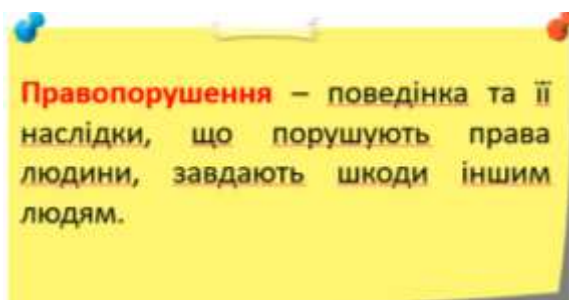 Правопорушення – поведінка та її
наслідки, що порушують права
людини, завдають шкоди іншим
людям.